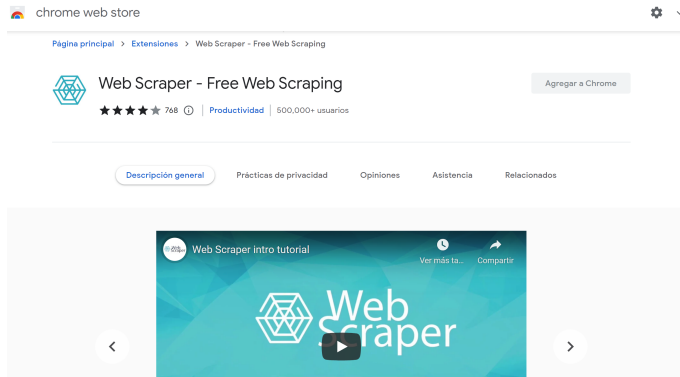 chrome web store
Página principal > Extensiones > Web Scraper - Free Web Scraping
Web Scraper - Free Web Scraping
Agregar a Chrome
768 | Productividad | 500,000+ usuarios
Descripción general Prácticas de privacidad Opiniones Asistencia Relacionados
Web Scraper Web Scraper intro tutorial
Ver más ta... Compartir
Web
Scraper